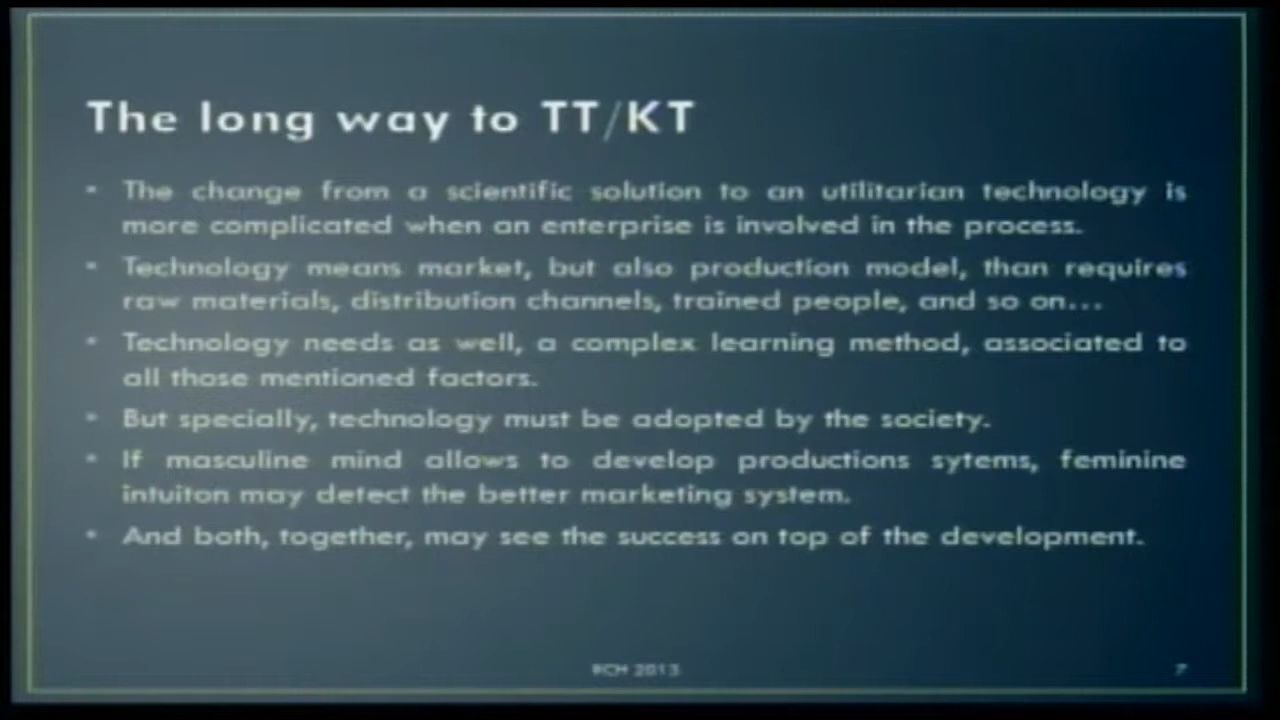 The long way to TT/KT
• The change from a scientific solution to an utilitarian technology is
more complicated when an enterprise is involved in the process.
• Technology means market, but also production model, than requires
raw materials, distribution channels, trained people, and so on...
• Technology needs as well, a complex learning method, associated to
all those mentioned factors.
• But specially, technology must be adopted by the society.
• If masculine mind allows to develop productions sytems, feminine
intuiton may detect the better marketing system.
• And both, together, may see the success on top of the development.
RCH 2013
7